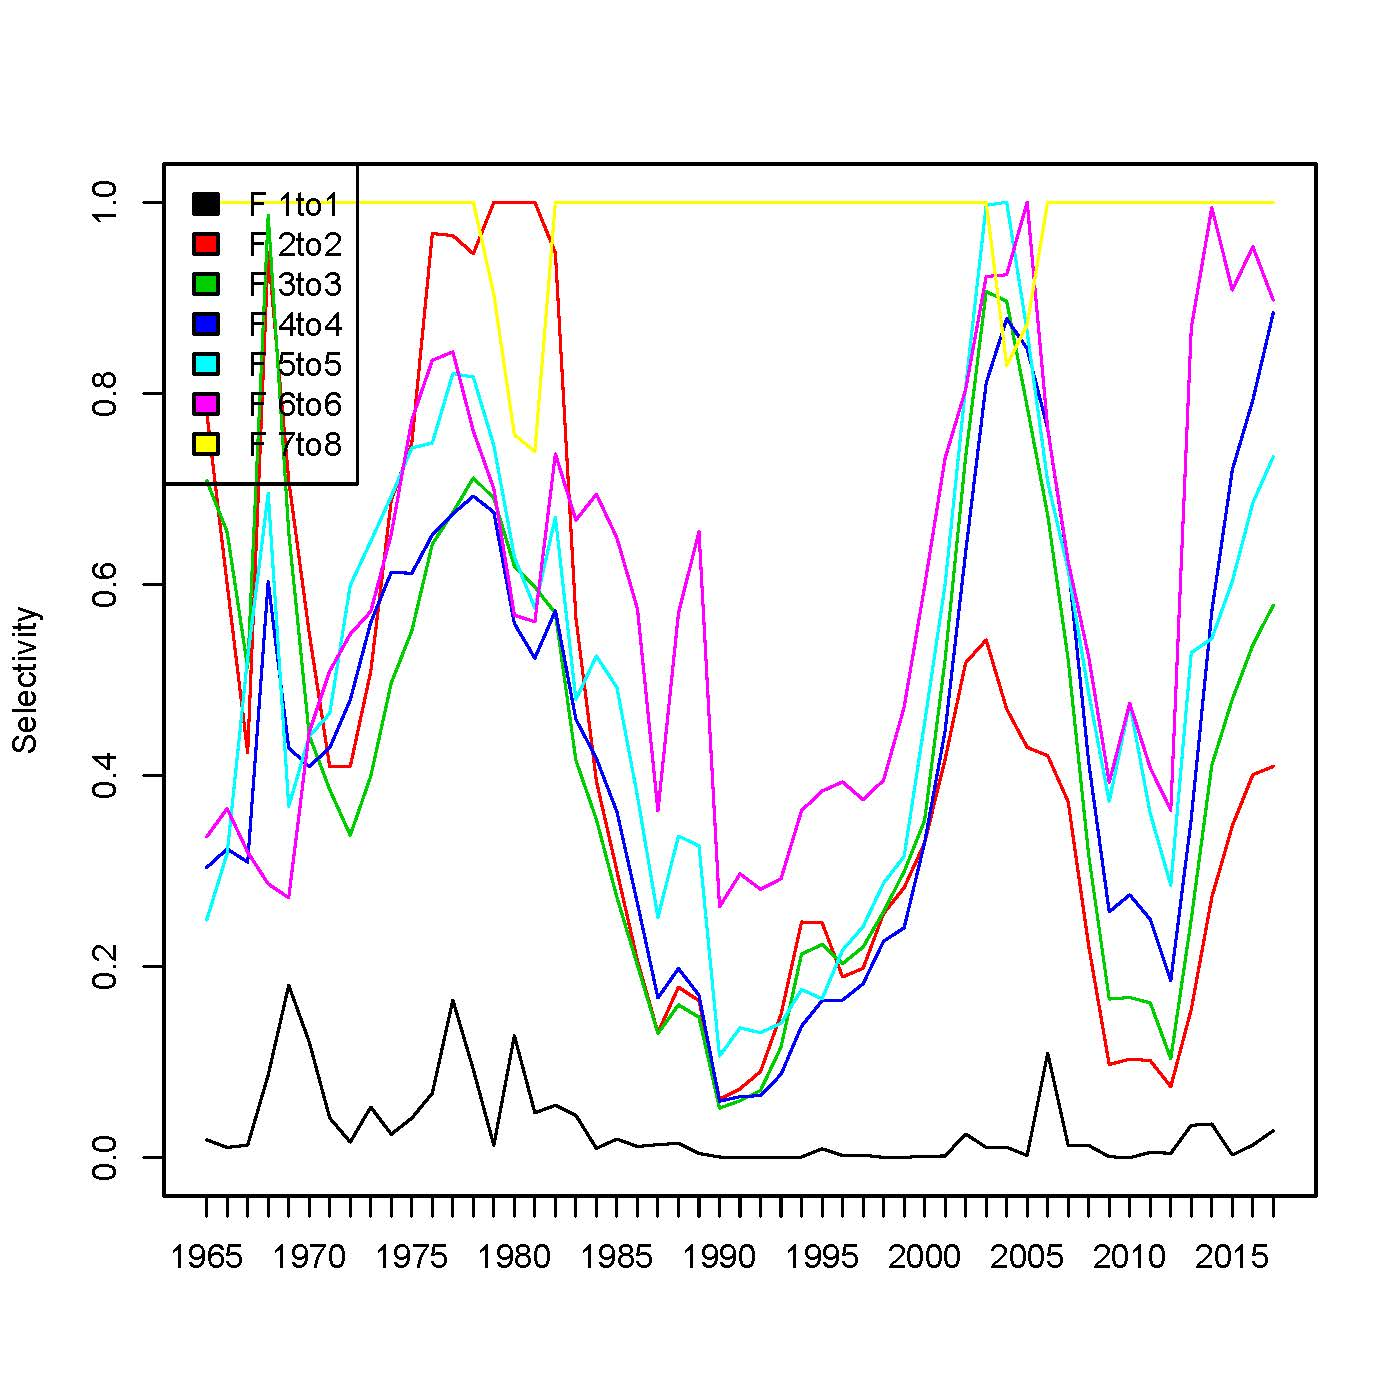 F 1to1
F 2to2
F 3to3
F 4to4
F 5to5
F 6to6
F 7to8
Selectivity
1.0
0.8
0.6
0.4
0.2
0.0
1965 1970 1975 1980 1985 1990 1995 2000 2005 2010 2015